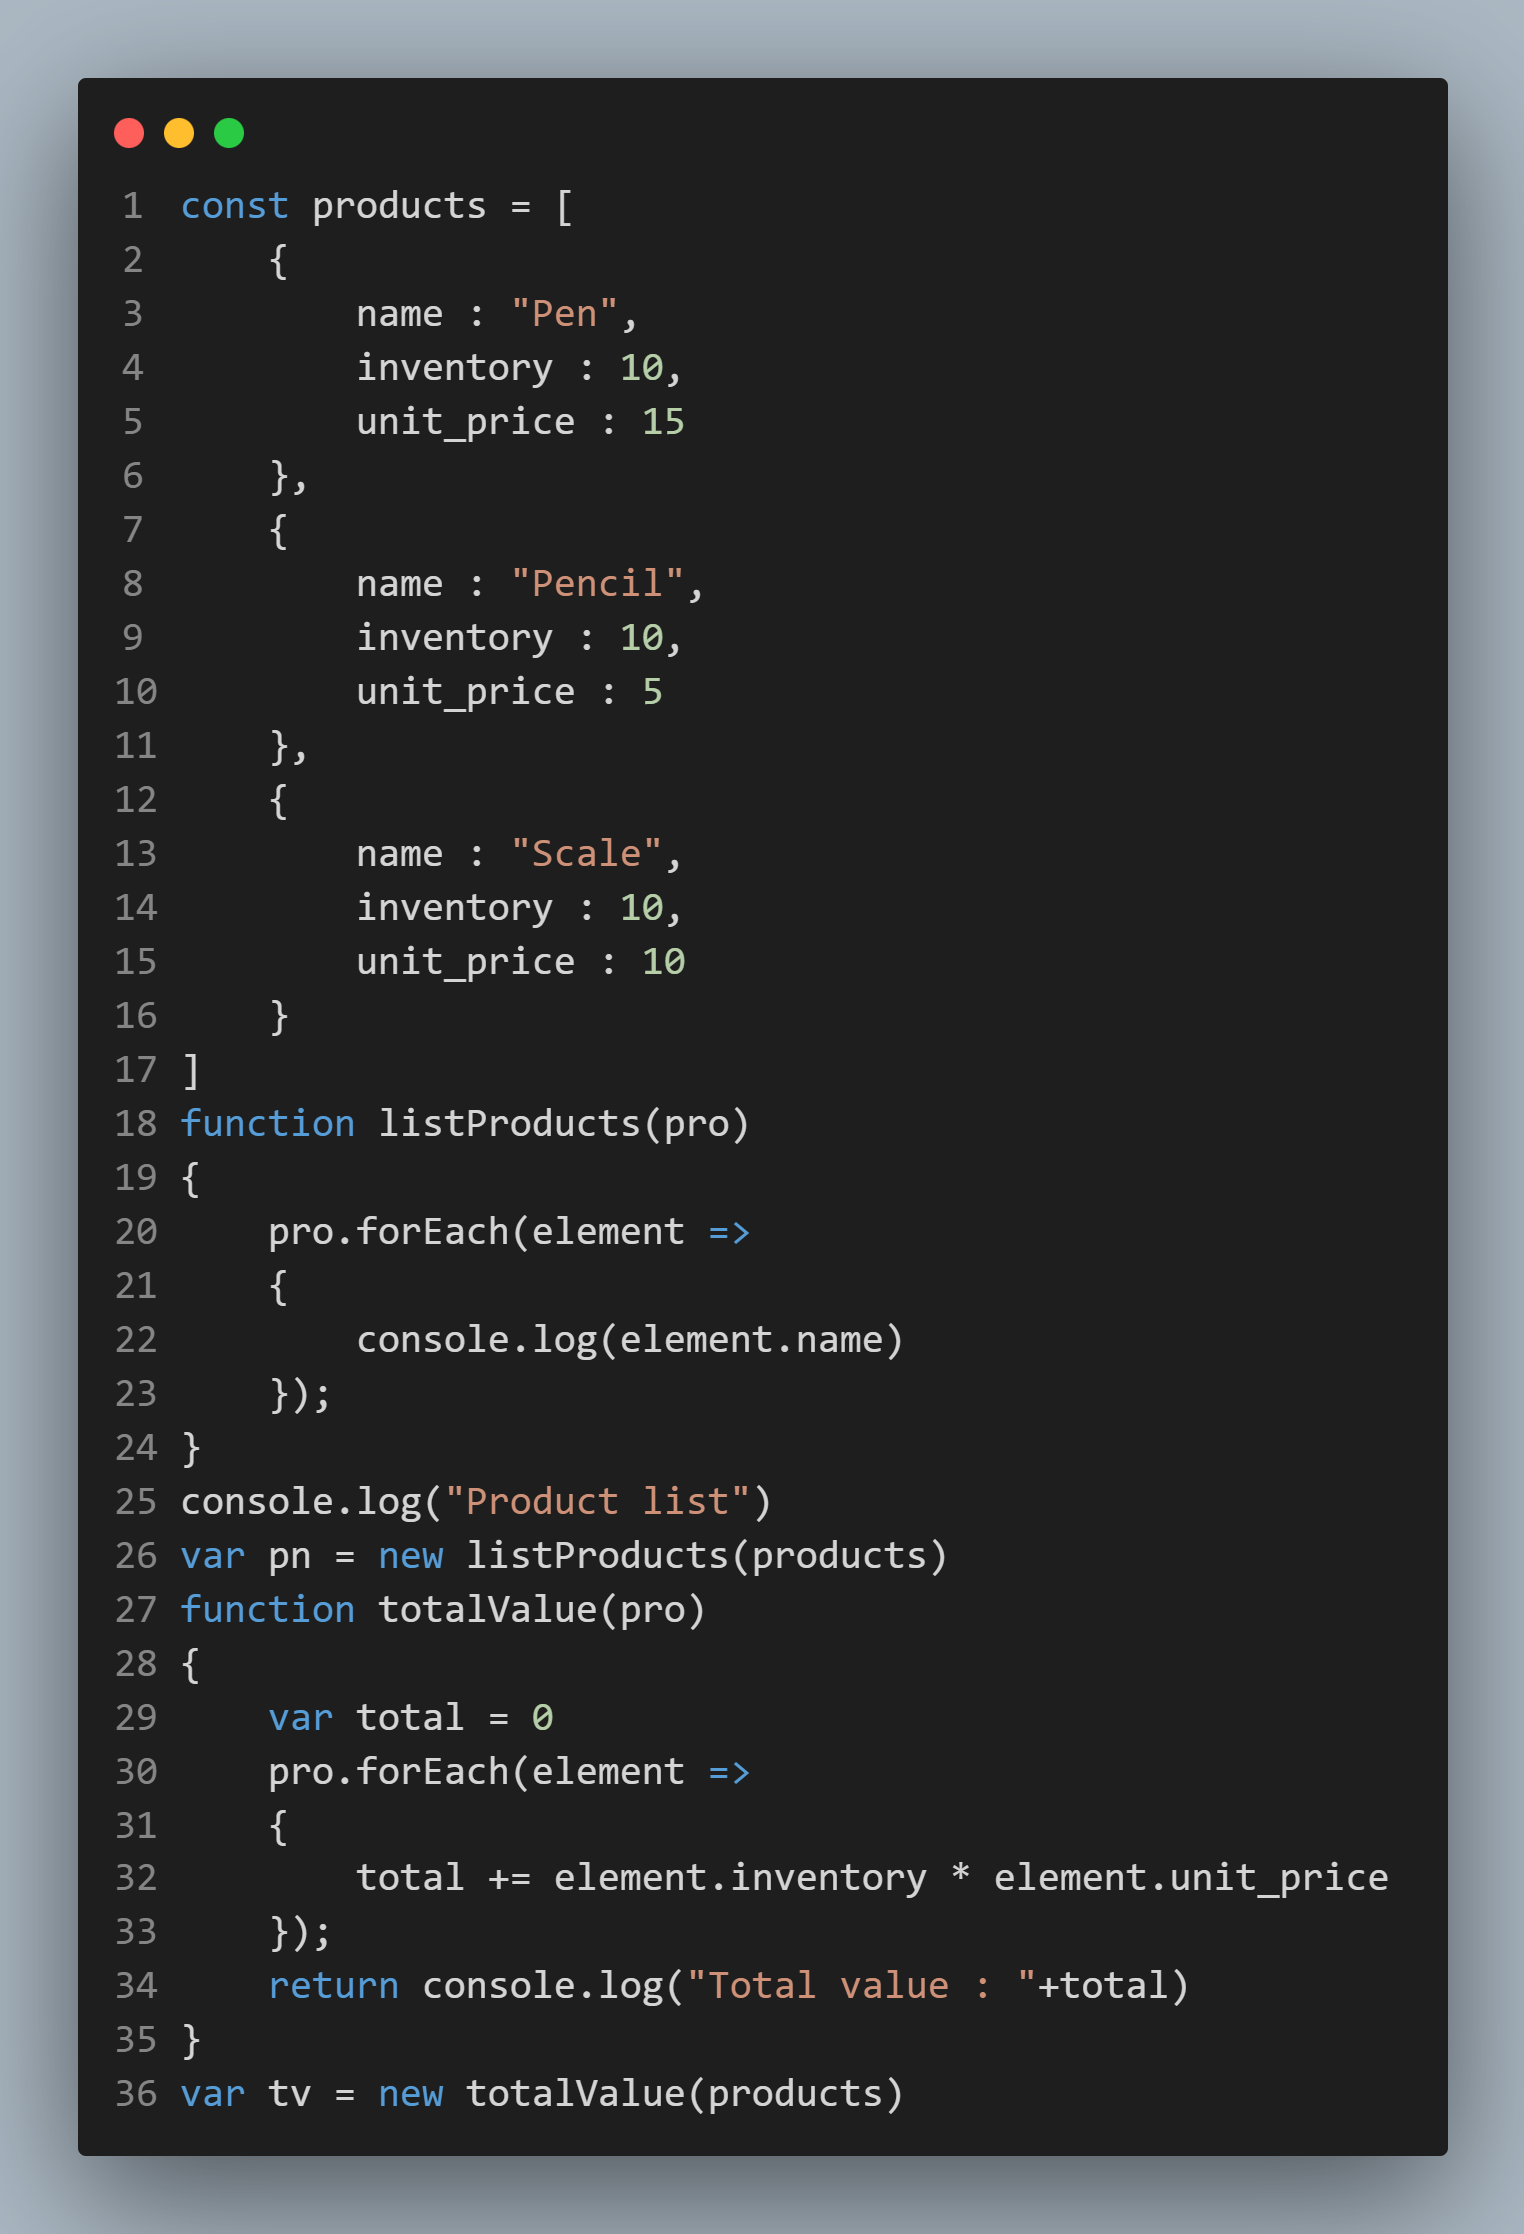 1 const products = [
2     {
3         name : "Pen",
4         inventory : 10,
5         unit_price : 15
6     },
7     {
8         name : "Pencil",
9         inventory : 10,
10         unit_price : 5
11     },
12     {
13         name : "Scale",
14         inventory : 10,
15         unit_price : 10
16     }
17 ]
18 function listProducts(pro)
19 {
20     pro.forEach(element =>
21     {
22         console.log(element.name)
23     });
24 }
25 console.log("Product list")
26 var pn = new listProducts(products)
27 function totalValue(pro)
28 {
29     var total = 0
30     pro.forEach(element =>
31     {
32         total += element.inventory * element.unit_price
33     });
34     return console.log("Total value : "+total)
35 }
36 var tv = new totalValue(products)